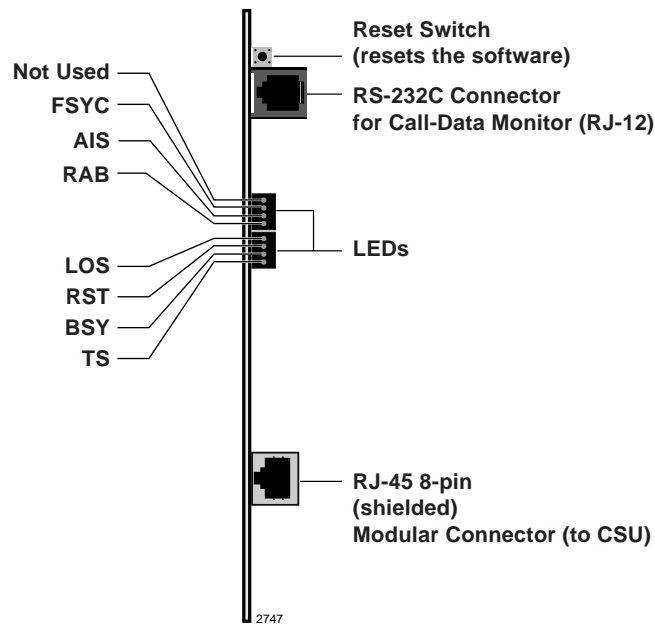 Reset Switch
(resets the software)
Not Used
FSYC
AIS
RAB
RS-232C Connector
for Call-Data Monitor (RJ-12)
LOS
RST
BSY
TS
LEDs
RJ-45 8-pin
(shielded)
Modular Connector (to CSU)
2747